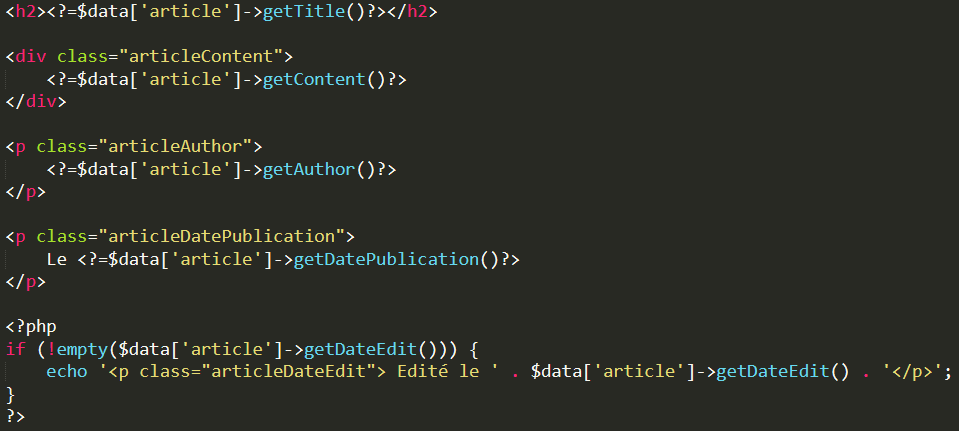 <h2><?=$data['article']->getTitle()?></h2>
<div class="articleContent">
<?=$data['article']->getContent()?>
</div>
<p class="articleAuthor">
<?=$data['article']->getAuthor()?>
</p>
<p class="articleDatePublication">
Le <?=$data['article']->getDatePublication()?>
</p>
<?php
if (!empty($data['article']->getDateEdit())) {
echo '<p class="articleDateEdit"> Edité le ' . $data['article']->getDateEdit() . '</p>';
}
?>